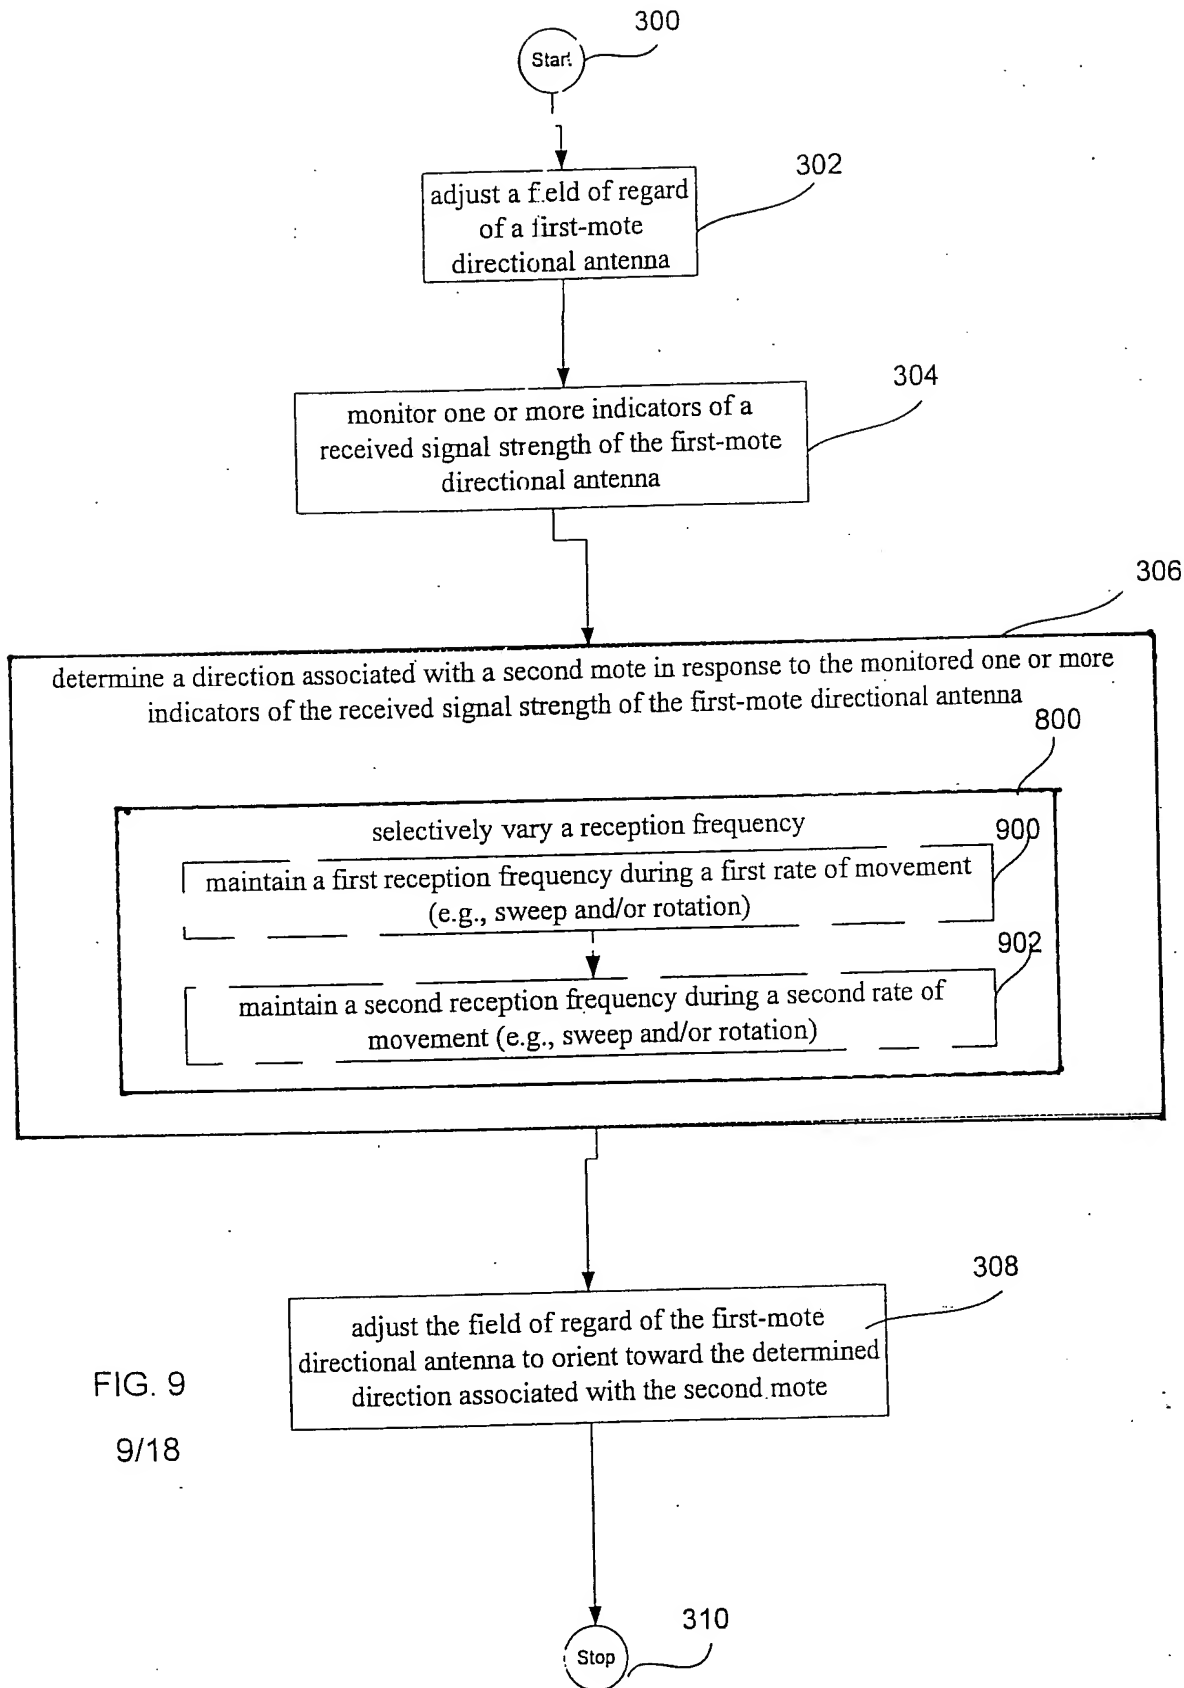 300
Start
302
adjust a field of regard
of a first-mote
directional antenna
304
monitor one or more indicators of a
received signal strength of the first-mote
directional antenna
306
determine a direction associated with a second mote in response to the monitored one or more
indicators of the received signal strength of the first-mote directional antenna
800
selectively vary a reception frequency
900
maintain a first reception frequency during a first rate of movement
(e.g., sweep and/or rotation)
902
maintain a second reception frequency during a second rate of
movement (e.g., sweep and/or rotation)
308
adjust the field of regard of the first-mote
directional antenna to orient toward the determined
direction associated with the second mote
FIG. 9
9/18
310
Stop